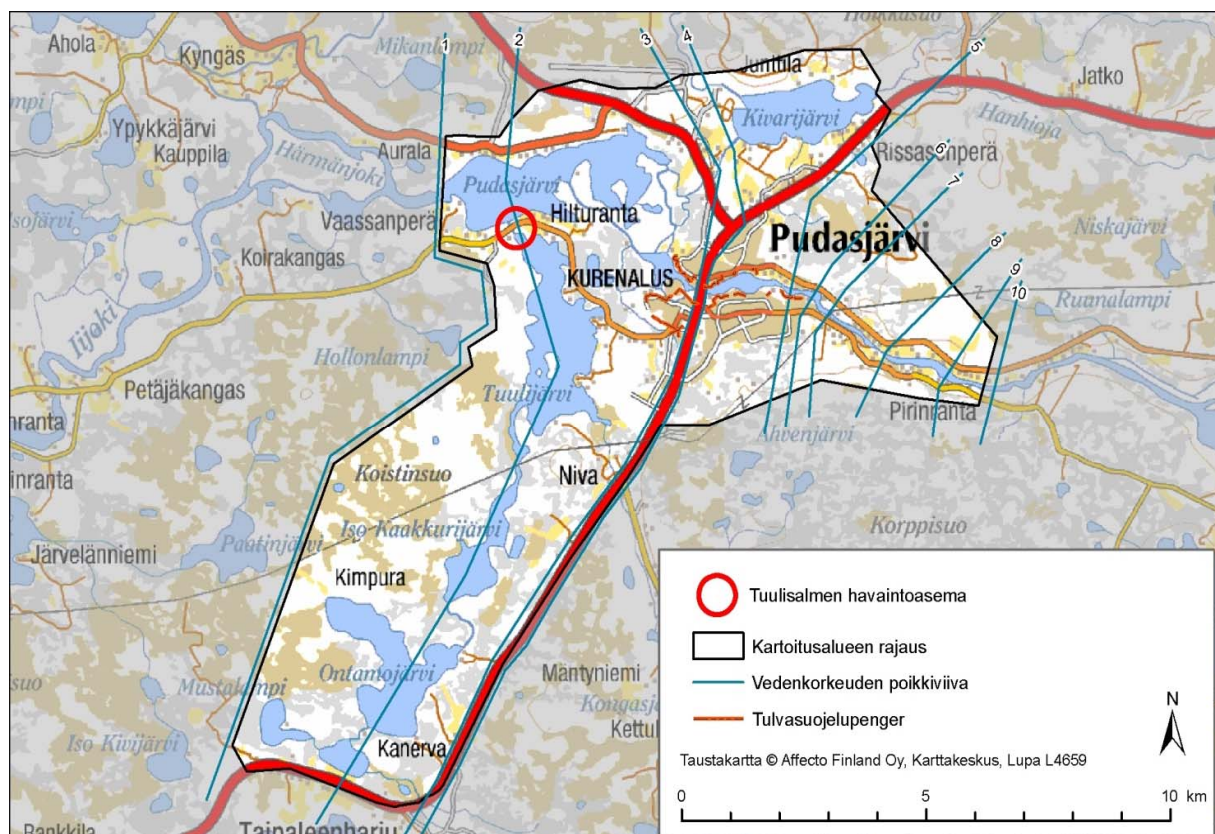 Ahola
Kyngäs
Mikanlampi
1
2
3
4
5
Hoikkasuo
Junttila
Jatko
Kivarijärvi
Hanhioja
Ypykkäjärvi
Kauppila
Aurala
Härmänjoki
Rissasenperä
6
7
Pudasjärvi
Hilturanta
Vaassanperä
Pudasjärvi
Niskajärvi
Koirakangas
KURENALUS
8
9
10
Ruunalampi
Iijoki
Hollonlampi
Petäjäkangas
Tuulijärvi
Pirinranta
Ahvenjärvi
Koistinsuo
Niva
Korppisuo
Iso Kaakkurijärvi
Järvelänniemi
Paatinjärvi
Kimpura
Ontamojärvi
Mäntyniemi
Mustalampi
Iso Kivijärvi
Kanerva
Taipaleenharju
Tuulisalmen havaintoasema
Kartoitusalueen rajaus
Vedenkorkeuden poikkiviiva
Tulvasuojelupenger
N
Taustakartta © Affecto Finland Oy, Karttakeskus, Lupa L4659
0 5 10 km